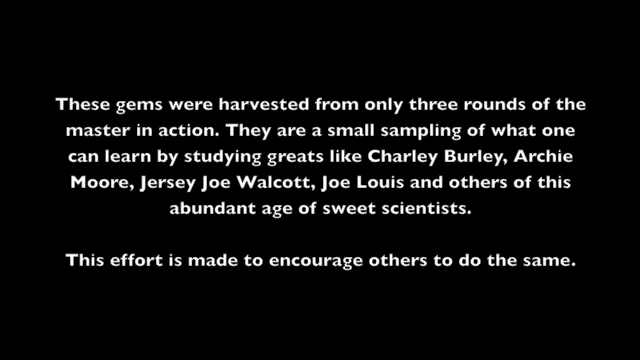 These gems were harvested from only three rounds of the
master in action. They are a small sampling of what one
can learn by studying greats like Charley Burley, Archie
Moore, Jersey Joe Walcott, Joe Louis and others of this
abundant age of sweet scientists.
This effort is made to encourage others to do the same.